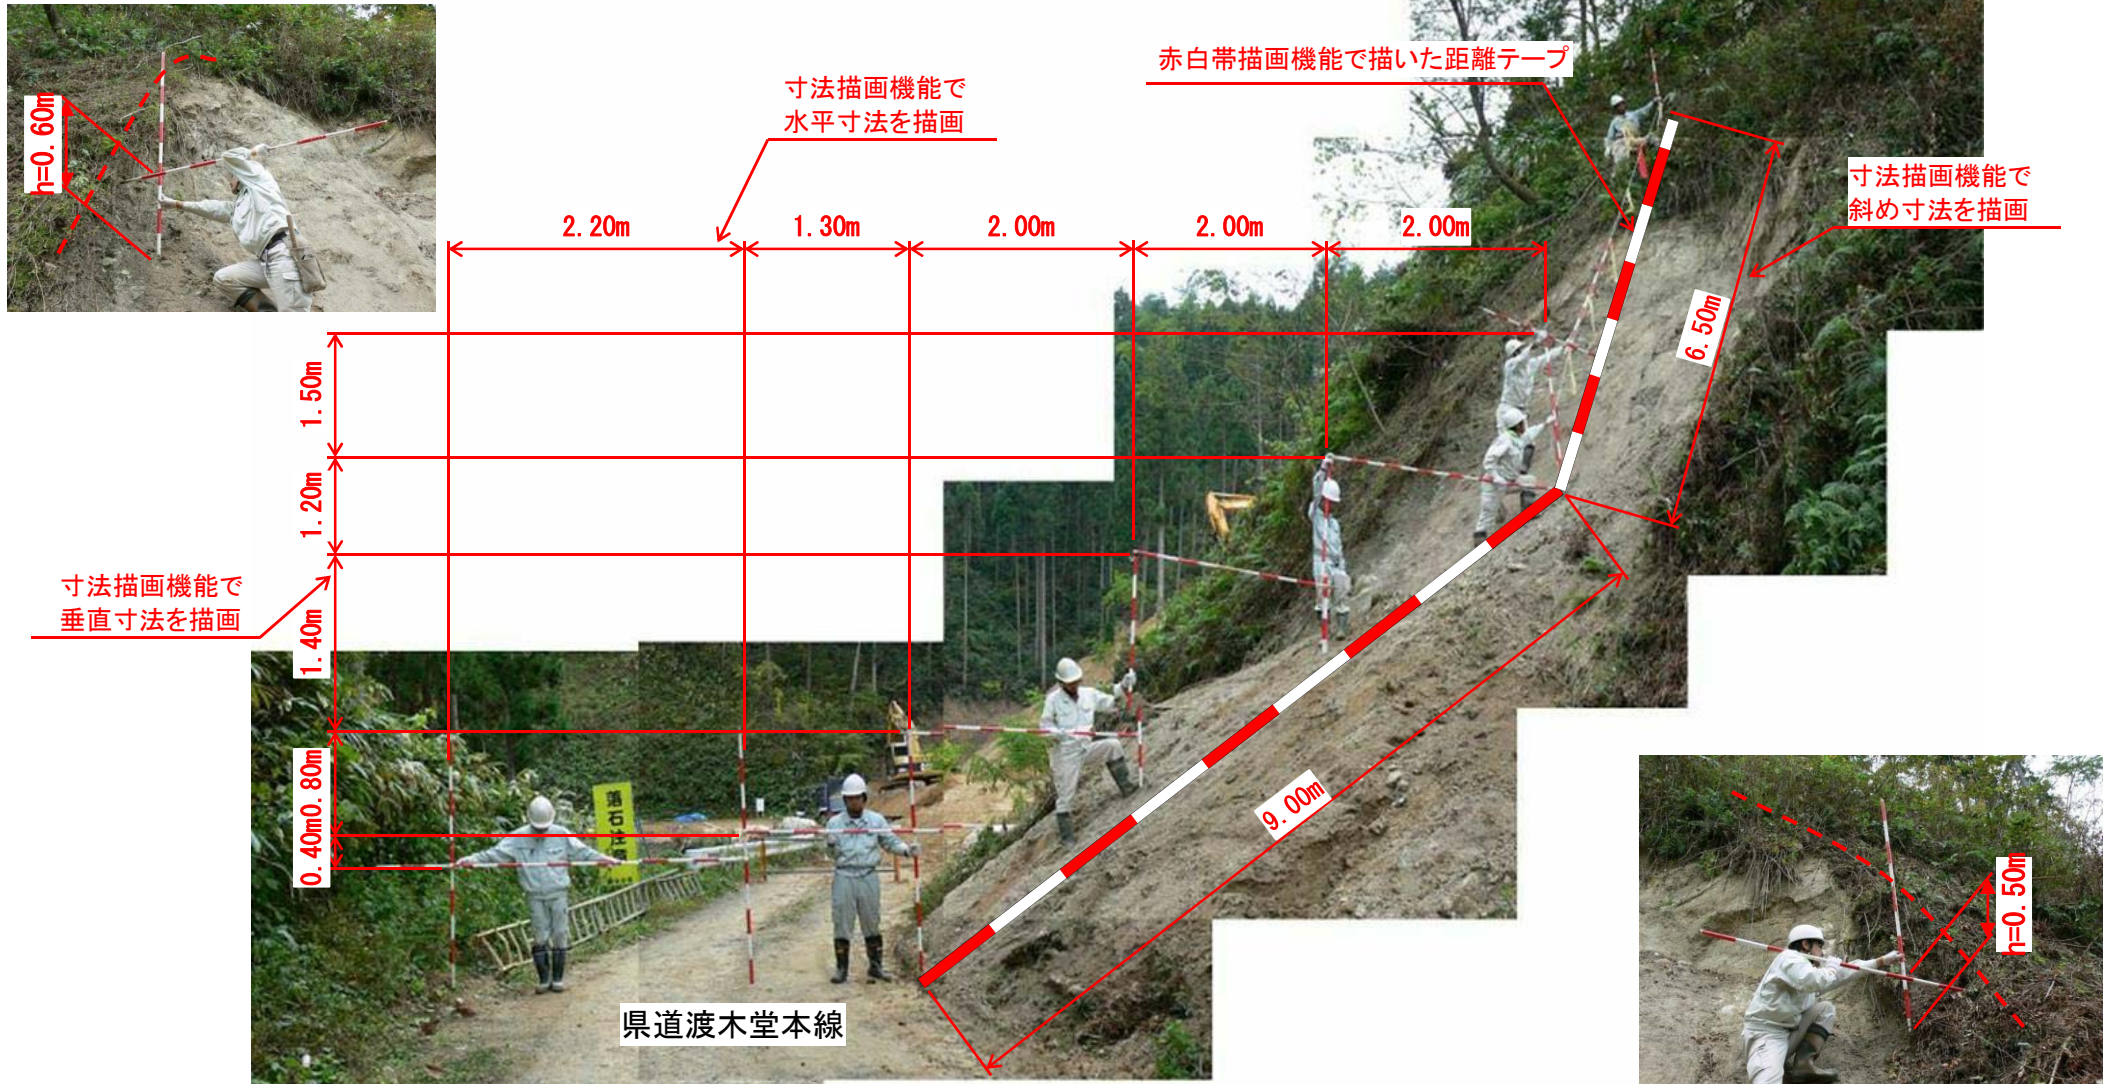 赤白帯描画機能で描いた距離テープ
寸法描画機能で
水平寸法を描画
h=0.60m
寸法描画機能で
斜め寸法を描画
2.20m
1.30m
2.00m
2.00m
2.00m
6.50m
1.50m
1.20m
寸法描画機能で
垂直寸法を描画
1.40m
0.80m
0.40m
落石注意
9.00m
h=0.50m
県道渡木堂本線